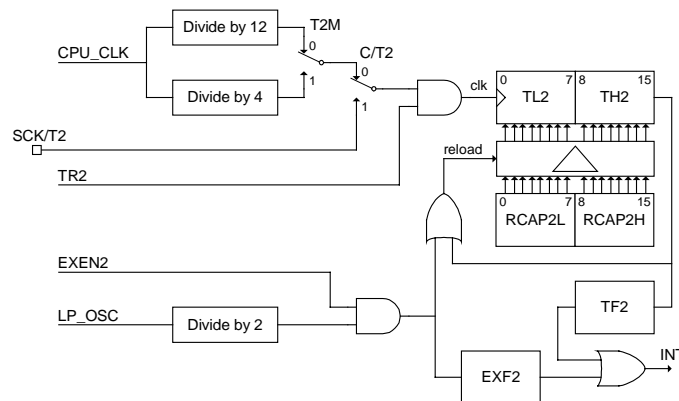 T2M
Divide by 12
CPU_CLK
0
1
C/T2
0
1
Divide by 4
clk
0 7 8 15
TL2 TH2
SCK/T2
reload
TR2
0 7 8 15
RCAP2L RCAP2H
EXEN2
LP_OSC
Divide by 2
TF2
EXF2